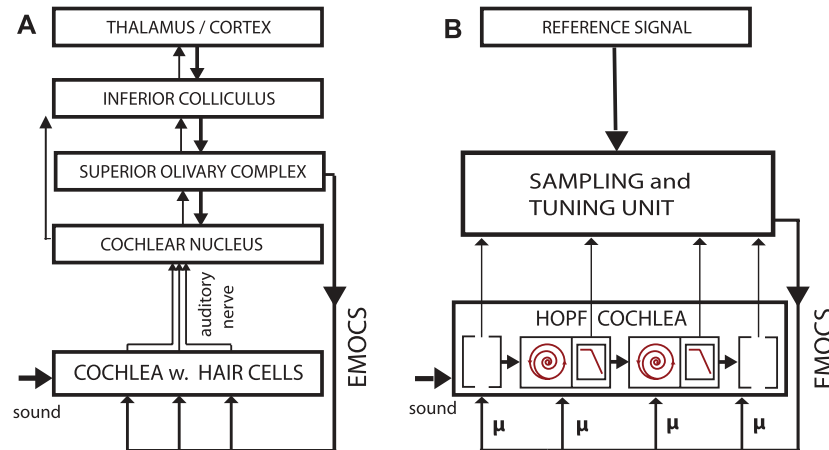 A
THALAMUS / CORTEX
INFERIOR COLLICULUS
SUPERIOR OLIVARY COMPLEX
COCHLEAR NUCLEUS
auditory
nerve
EMOCS
COCHLEA w. HAIR CELLS
sound
B
REFERENCE SIGNAL
SAMPLING and
TUNING UNIT
HOPF COCHLEA
EMOCS
sound
μ μ μ μ